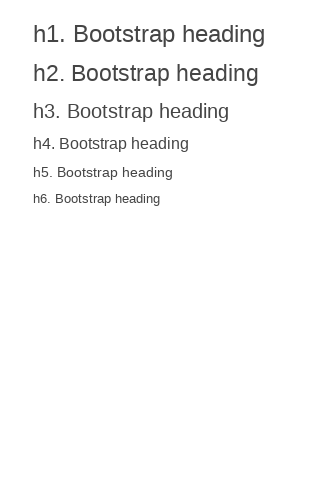 h1. Bootstrap heading
h2. Bootstrap heading
h3. Bootstrap heading
h4. Bootstrap heading
h5. Bootstrap heading
h6. Bootstrap heading